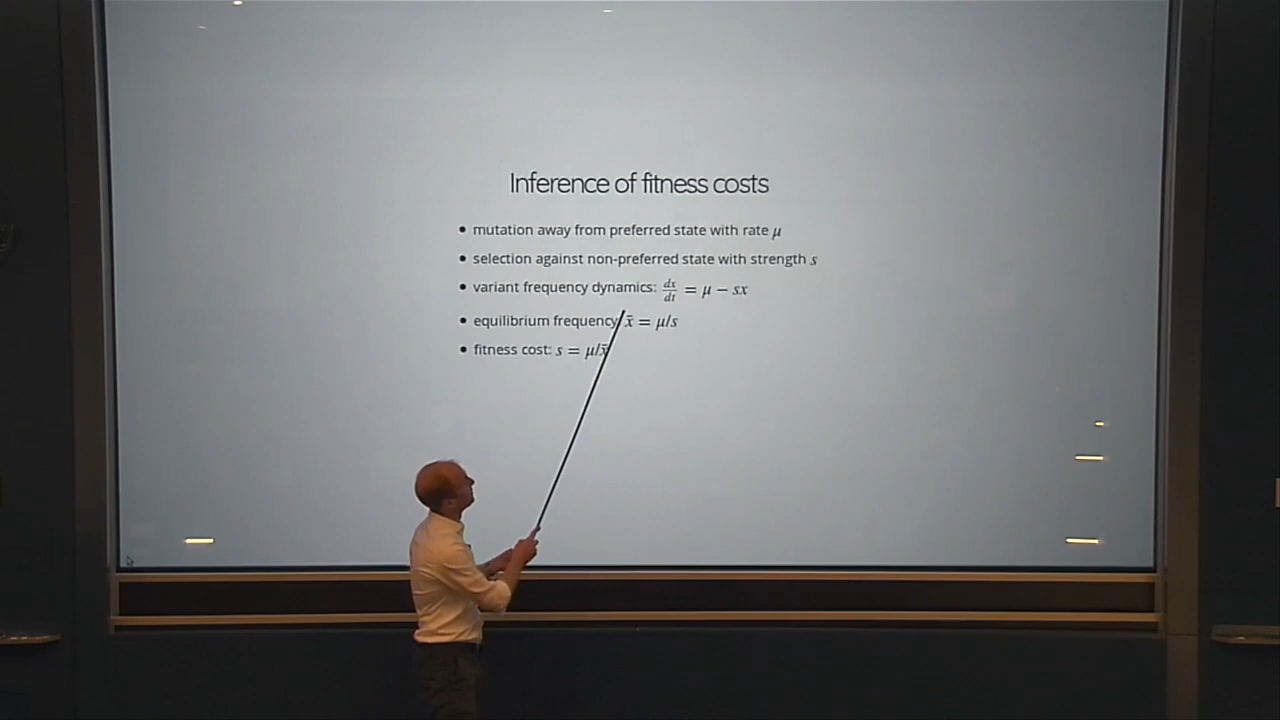 Inference of fitness costs
• mutation away from preferred state with rate μ
• selection against non-preferred state with strength s
• variant frequency dynamics: dx/dt = μ − sx
• equilibrium frequency x̄ = μ/s
• fitness cost: s = μ/x̄